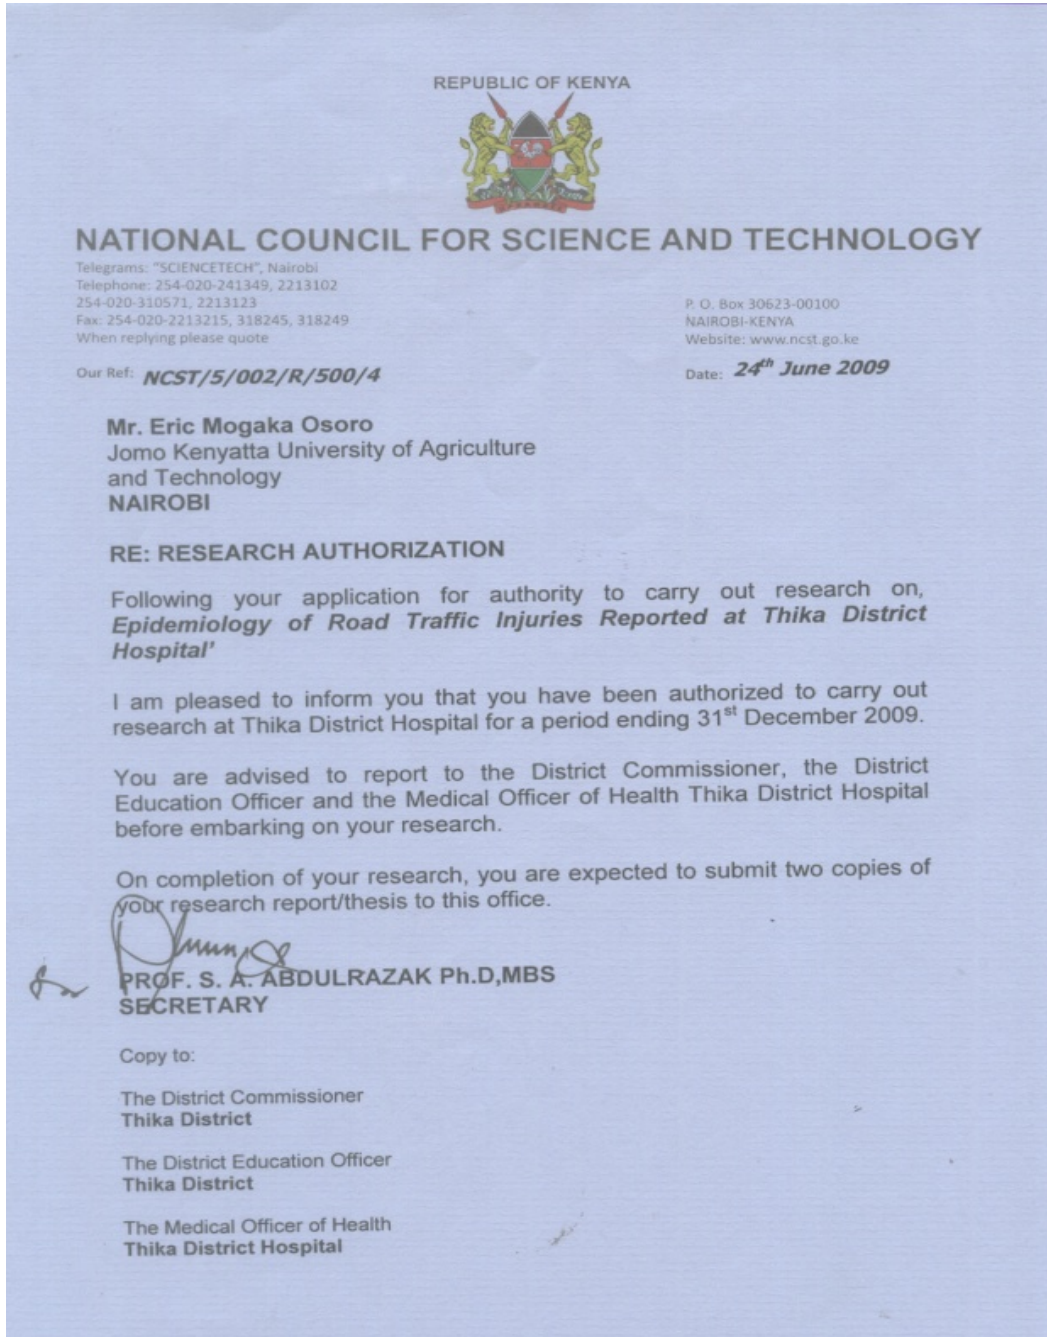 REPUBLIC OF KENYA
NATIONAL COUNCIL FOR SCIENCE AND TECHNOLOGY
Telegrams: "SCIENCETECH", Nairobi
Telephone: 254-020-241349, 2213102
254-020-310571, 2213123
Fax: 254-020-2213215, 318245, 318249
When replying please quote
P. O. Box 30623-00100
NAIROBI-KENYA
Website: www.ncst.go.ke
Our Ref: NCST/5/002/R/500/4
Date: 24th June 2009
Mr. Eric Mogaka Osoro
Jomo Kenyatta University of Agriculture
and Technology
NAIROBI
RE: RESEARCH AUTHORIZATION
Following your application for authority to carry out research on,
Epidemiology of Road Traffic Injuries Reported at Thika District
Hospital'
I am pleased to inform you that you have been authorized to carry out
research at Thika District Hospital for a period ending 31st December 2009.
You are advised to report to the District Commissioner, the District
Education Officer and the Medical Officer of Health Thika District Hospital
before embarking on your research.
On completion of your research, you are expected to submit two copies of
your research report/thesis to this office.
PROF. S. A. ABDULRAZAK Ph.D,MBS
SECRETARY
Copy to:
The District Commissioner
Thika District
The District Education Officer
Thika District
The Medical Officer of Health
Thika District Hospital